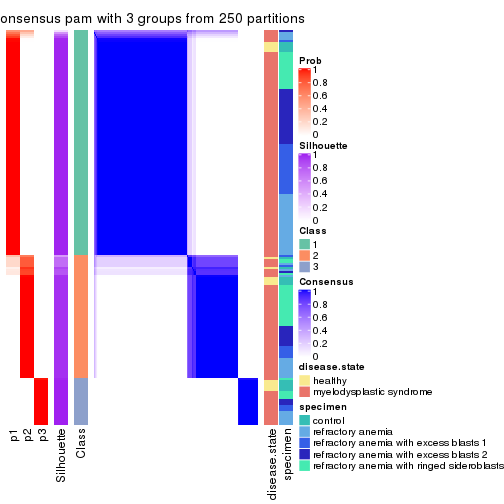 onsensus pam with 3 groups from 250 partitions
Prob
1
0.8
0.6
0.4
0.2
0
Silhouette
1
0.8
0.6
0.4
0.2
0
Class
1
2
3
Consensus
1
0.8
0.6
0.4
0.2
0
disease.state
healthy
myelodysplastic syndrome
specimen
control
refractory anemia
refractory anemia with excess blasts 1
refractory anemia with excess blasts 2
refractory anemia with ringed sideroblasts
p1
p2
p3
Silhouette
Class
disease.state
specimen